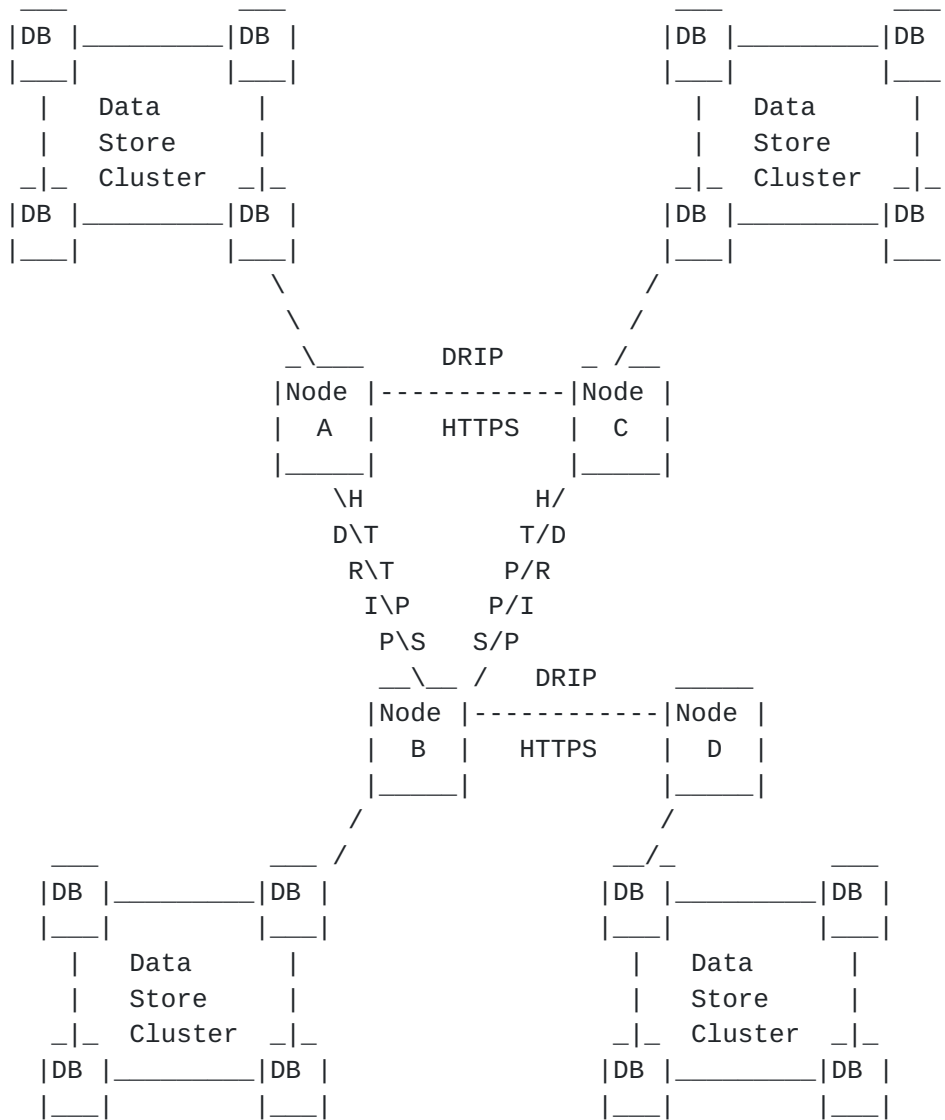 DB DB DB DB
Data Data
Store Store
Cluster Cluster
DB DB DB DB
DRIP
Node Node
A HTTPS C
H H
D T T D
R T P R
I P P I
P S S P
DRIP
Node Node
B HTTPS D
DB DB DB DB
Data Data
Store Store
Cluster Cluster
DB DB DB DB